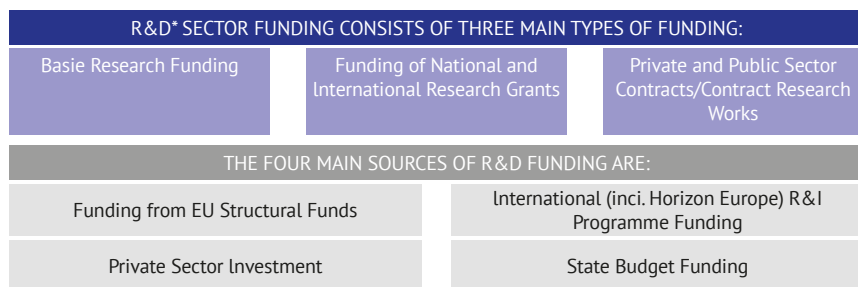 R&D* SECTOR FUNDING CONSISTS OF THREE MAIN TYPES OF FUNDING:
Basie Research Funding
Funding of National and
lnternational Research Grants
Private and Public Sector
Contracts/Contract Research
Works
THE FOUR MAIN SOURCES OF R&D FUNDING ARE:
Funding from EU Structural Funds
lnternational (inci. Horizon Europe) R&I
Programme Funding
Private Sector lnvestment
State Budget Funding